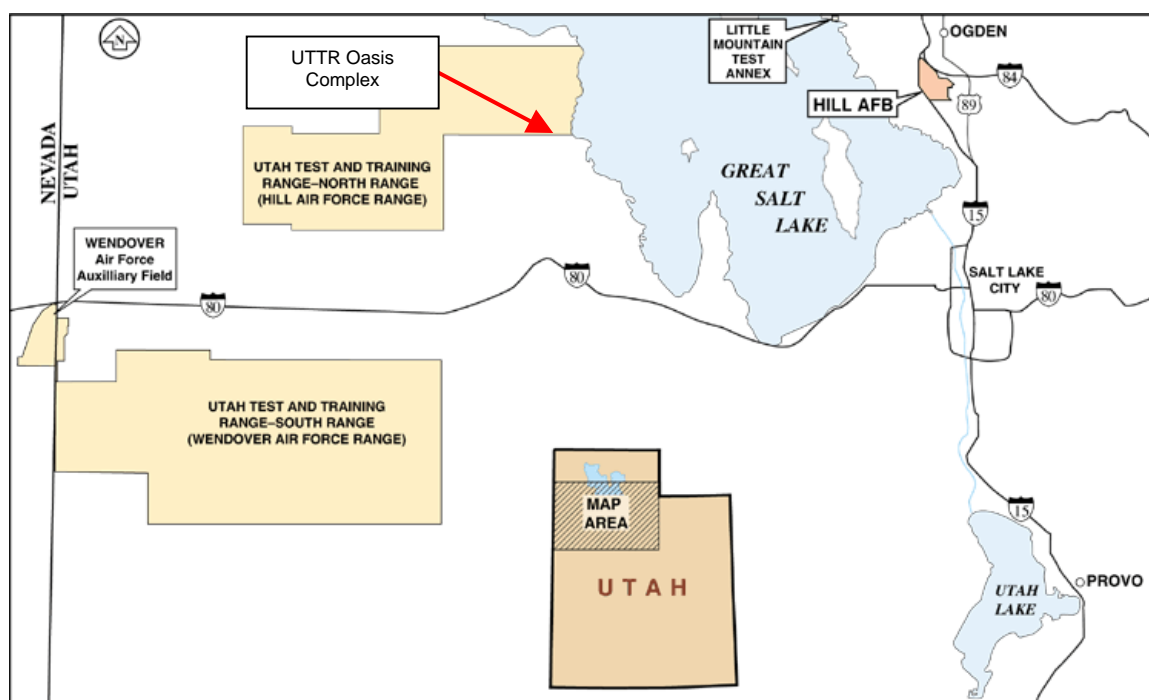 N
UTTR Oasis
Complex
LITTLE
MOUNTAIN
TEST
ANNEX
OGDEN
84
89
HILL AFB
NEVADA
UTAH
UTAH TEST AND TRAINING
RANGE–NORTH RANGE
(HILL AIR FORCE RANGE)
GREAT
SALT
LAKE
15
WENDOVER
Air Force
Auxilliary Field
80
80
SALT LAKE
CITY
80
UTAH TEST AND TRAINING
RANGE–SOUTH RANGE
(WENDOVER AIR FORCE RANGE)
MAP
AREA
UTAH
15
UTAH
LAKE
PROVO